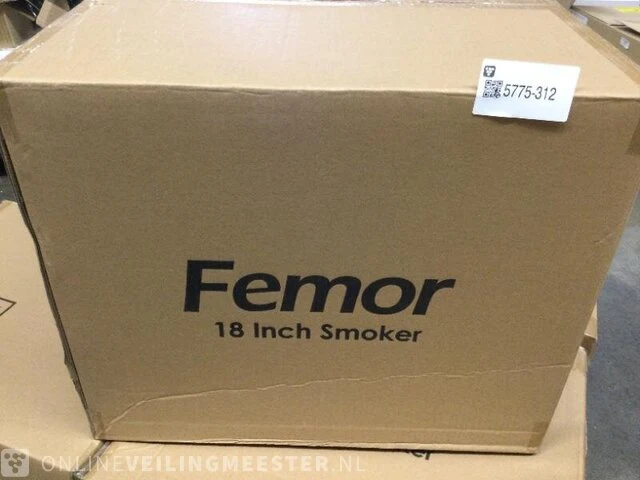 5775-312
Femor
18 Inch Smoker
ONLINEVEILINGMEESTER.NL